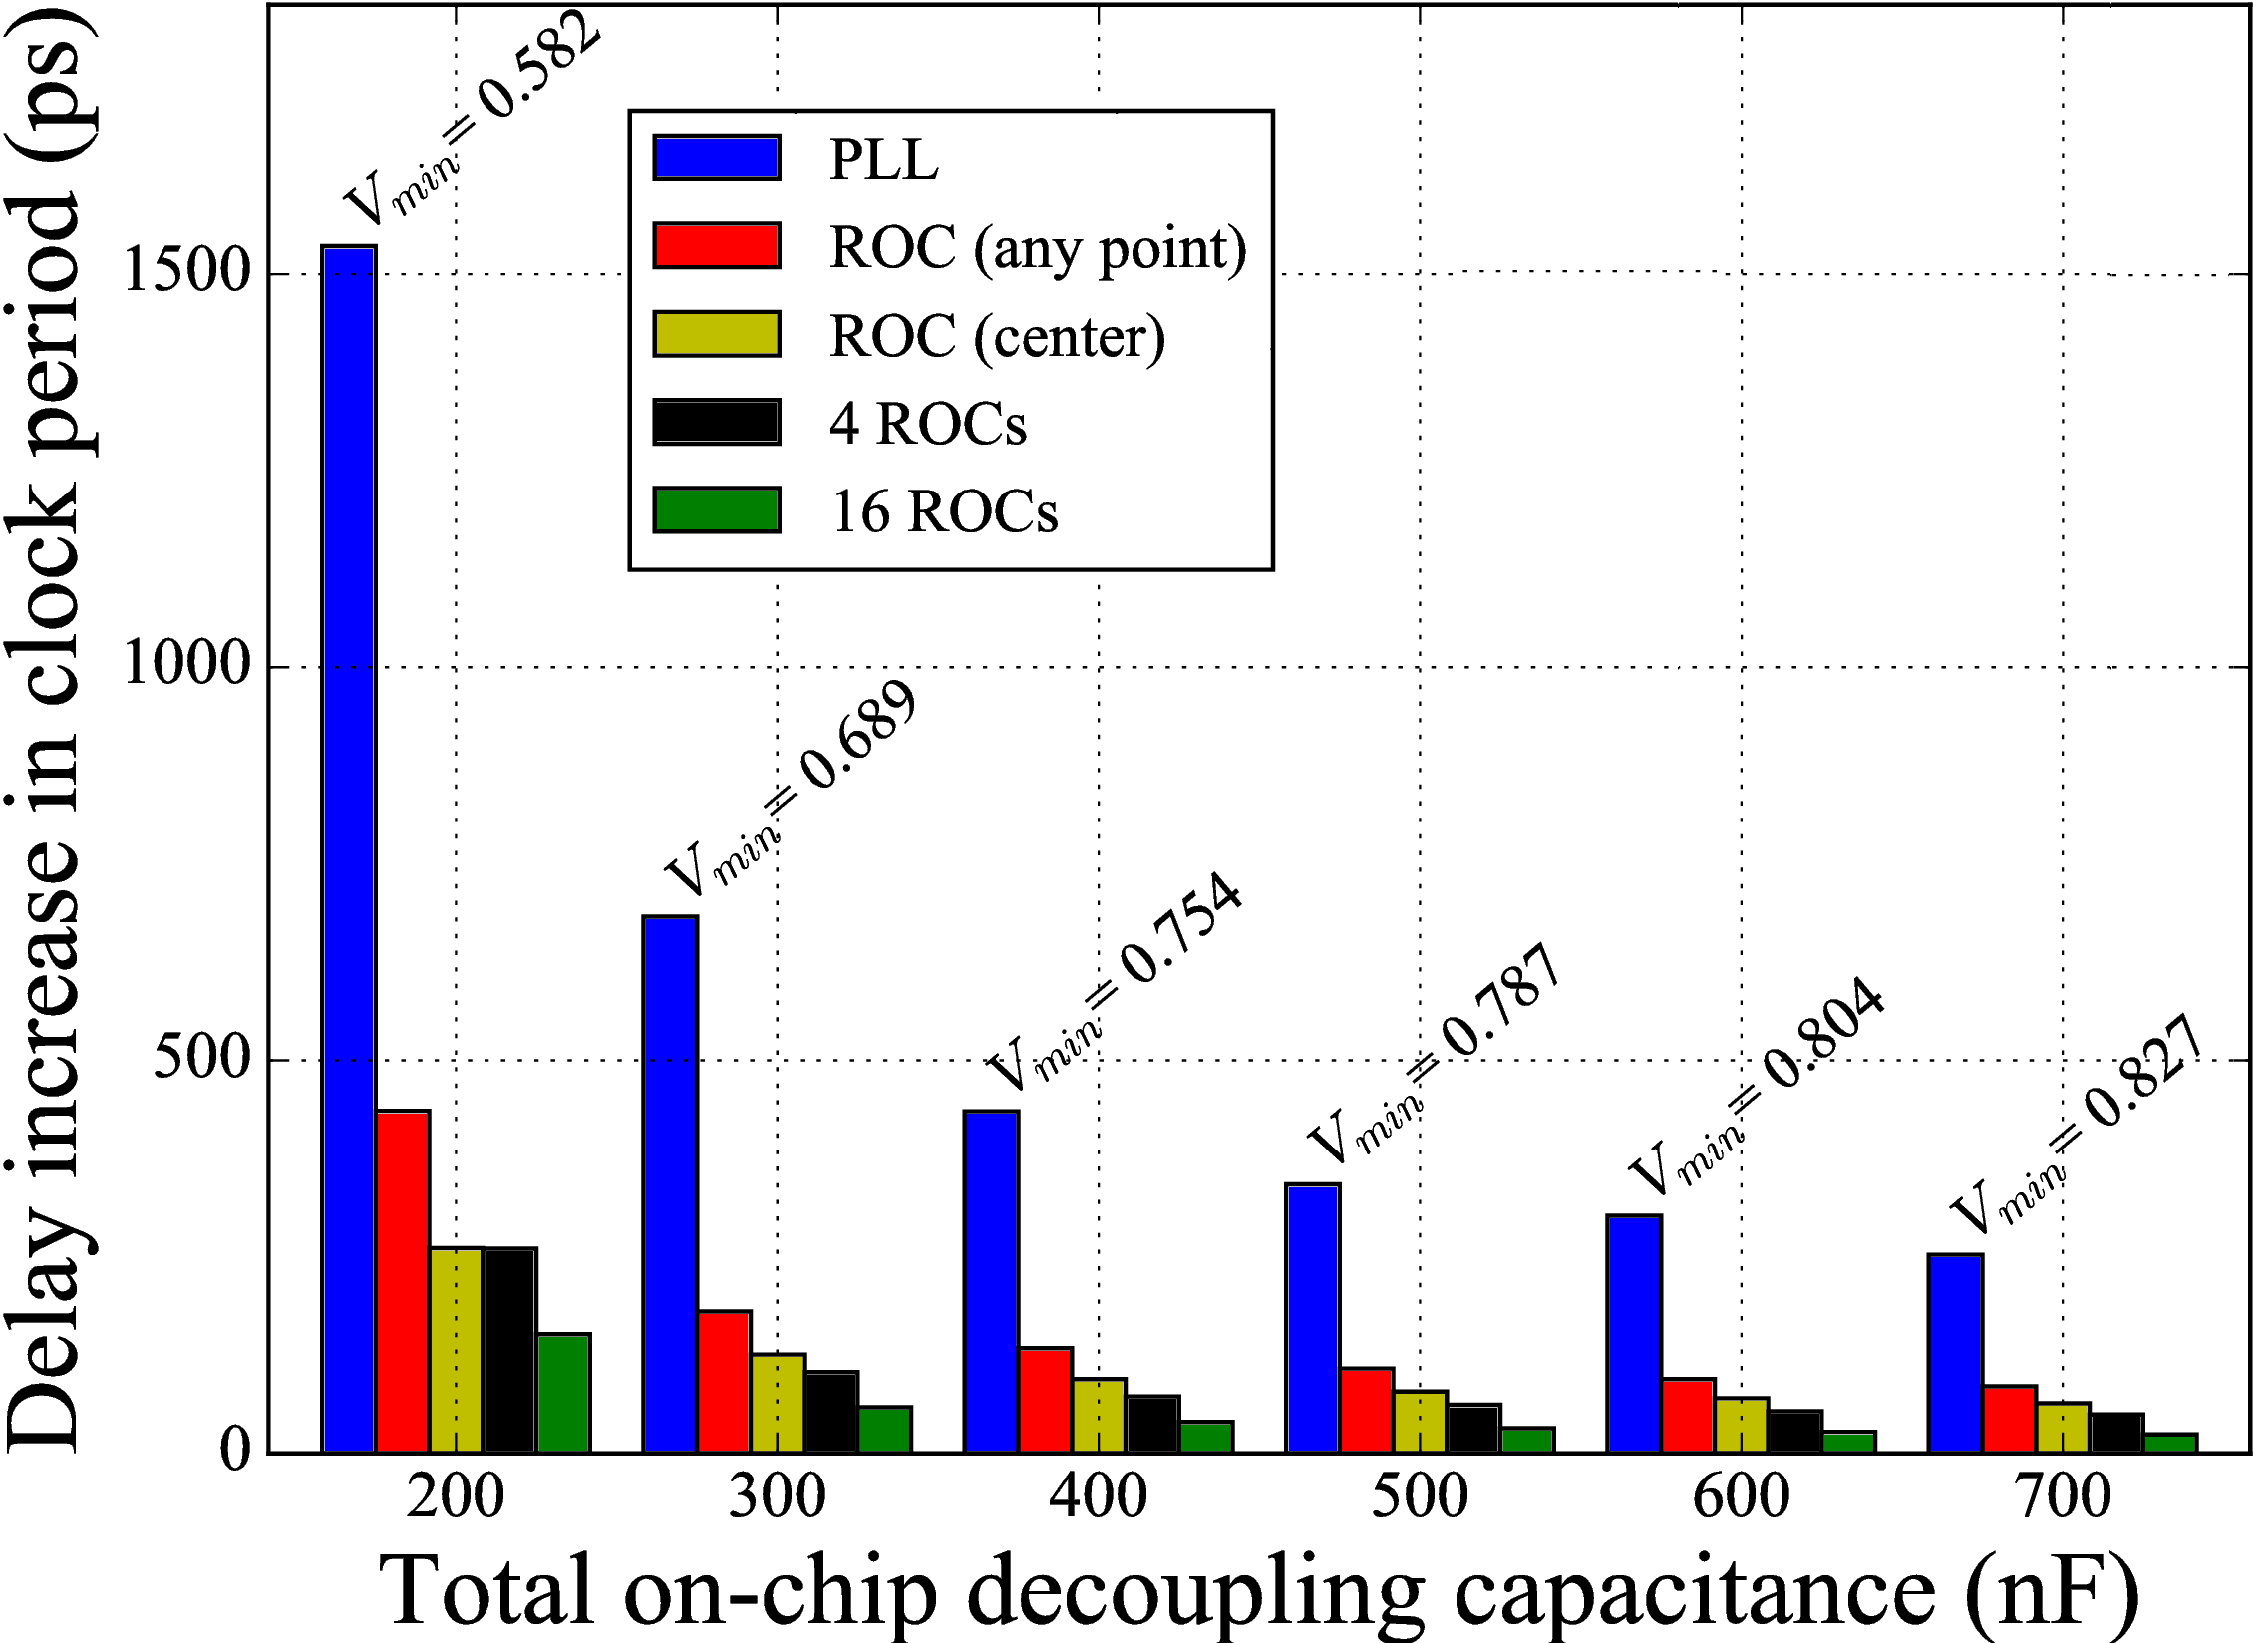 Delay increase in clock period (ps)
1500
1000
500
0
V_min=0.582
V_min=0.689
V_min=0.754
V_min=0.787
V_min=0.804
V_min=0.827
PLL
ROC (any point)
ROC (center)
4 ROCs
16 ROCs
200 300 400 500 600 700
Total on-chip decoupling capacitance (nF)